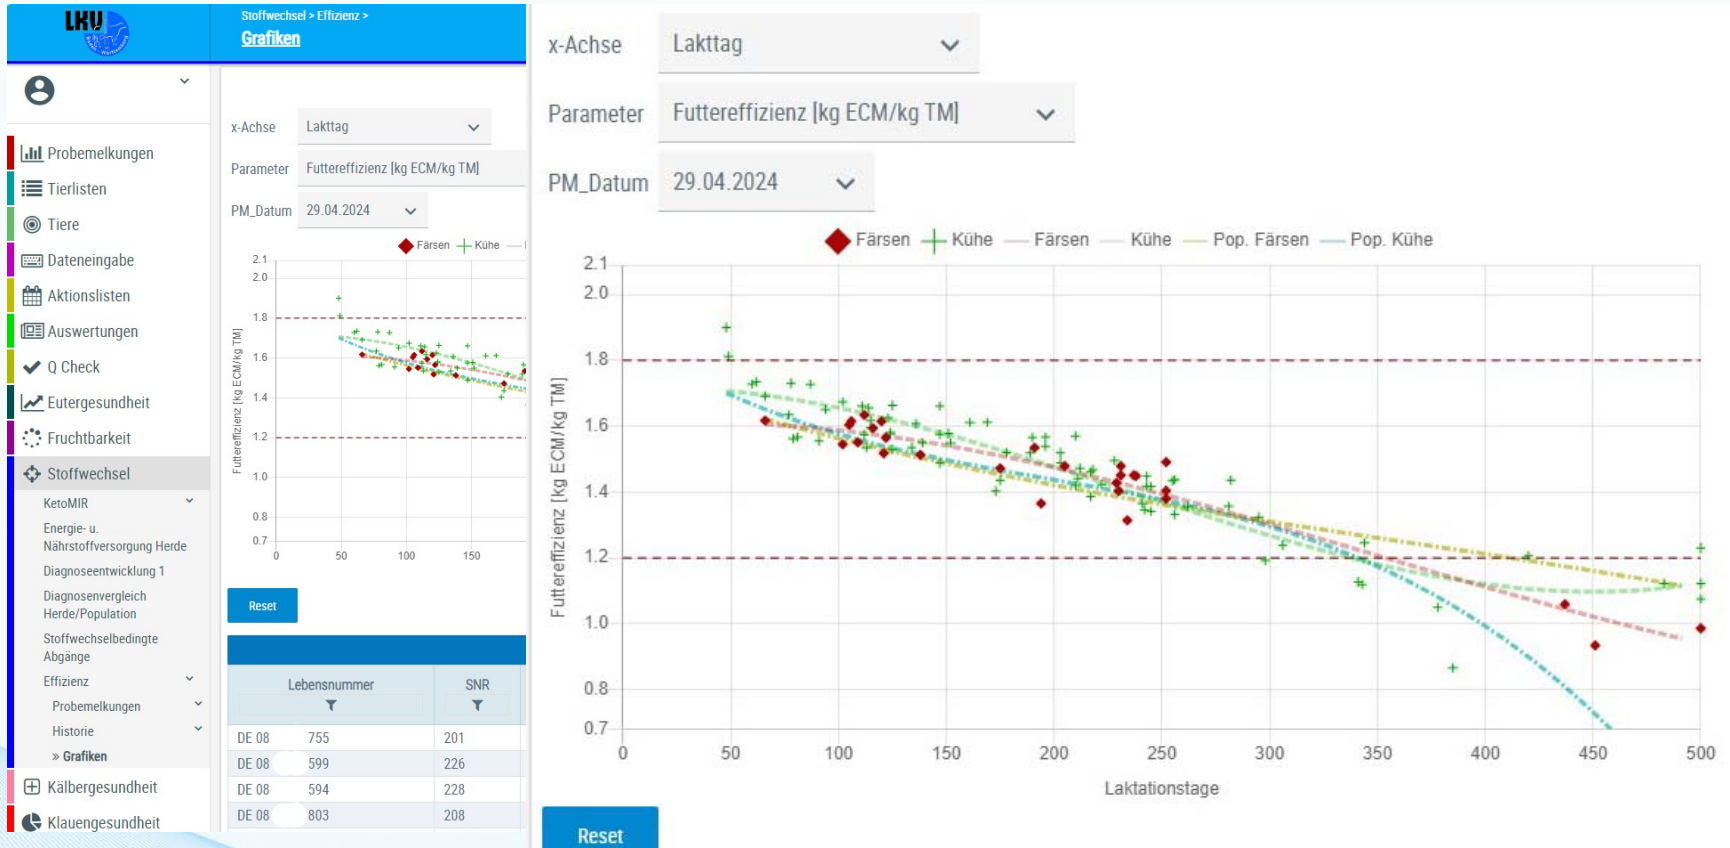 LKV
Stoffwechsel > Effizienz >
Grafiken
Probemelkungen
Tierlisten
Tiere
Dateneingabe
Aktionslisten
Auswertungen
Q Check
Eutergesundheit
Fruchtbarkeit
Stoffwechsel
KetoMIR
Energie- u.
Nährstoffversorgung Herde
Diagnoseentwicklung 1
Diagnosenvergleich
Herde/Population
Stoffwechselbedingte
Abgänge
Effizienz
Probemelkungen
Historie
» Grafiken
Kälbergesundheit
Klauengesundheit
x-Achse Lakttag
Parameter Futtereffizienz [kg ECM/kg TM]
PM_Datum 29.04.2024
Färsen Kühe
2.1
2.0
1.8
1.6
1.4
1.2
1.0
0.8
0.7
Futtereffizienz [kg ECM/kg TM]
0 50 100 150
Reset
Lebensnummer SNR
DE 08 755 201
DE 08 599 226
DE 08 594 228
DE 08 803 208
x-Achse Lakttag
Parameter Futtereffizienz [kg ECM/kg TM]
PM_Datum 29.04.2024
Färsen Kühe Färsen Kühe Pop. Färsen Pop. Kühe
2.1
2.0
1.8
1.6
1.4
1.2
1.0
0.8
0.7
Futtereffizienz [kg ECM/kg TM]
0 50 100 150 200 250 300 350 400 450 500
Laktationstage
Reset